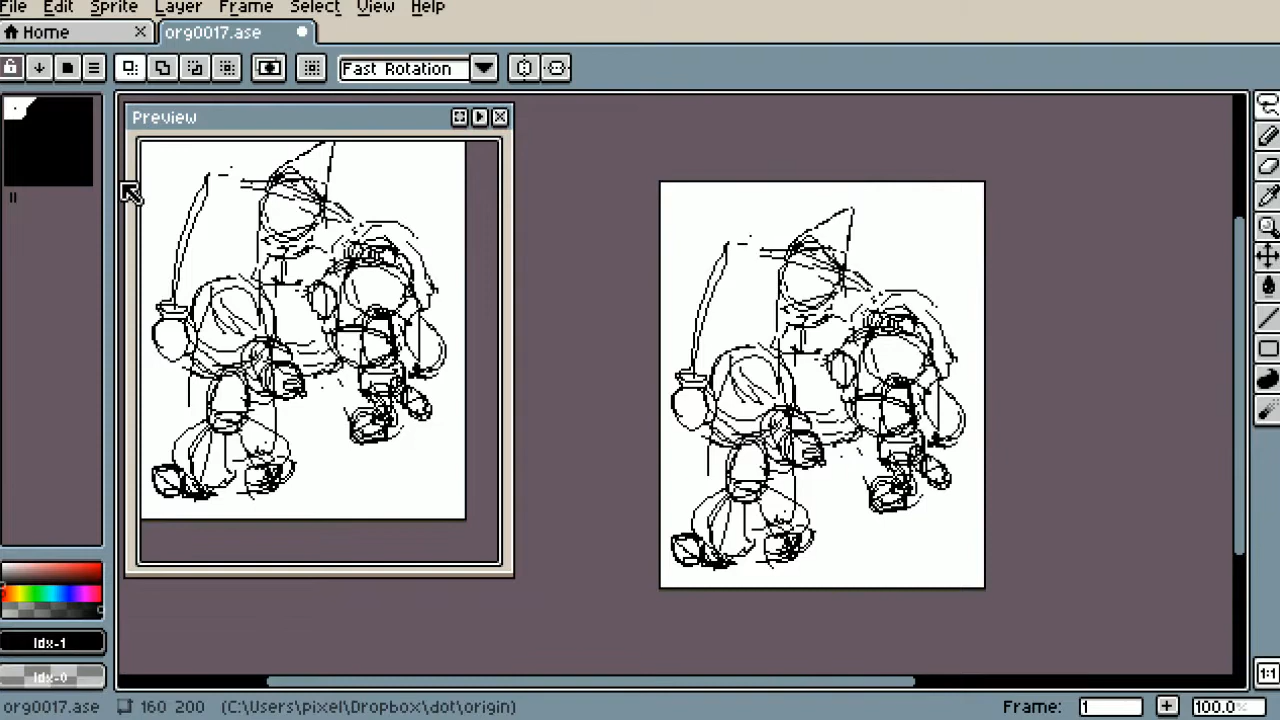 File Edit Sprite Layer Frame Select View Help
Home org0017.ase
Fast Rotation
Preview
Idx-1
Idx-0
1:1
org0017.ase 160 200 (C:\Users\pixel\Dropbox\dot\origin) Frame: 1 100.0%